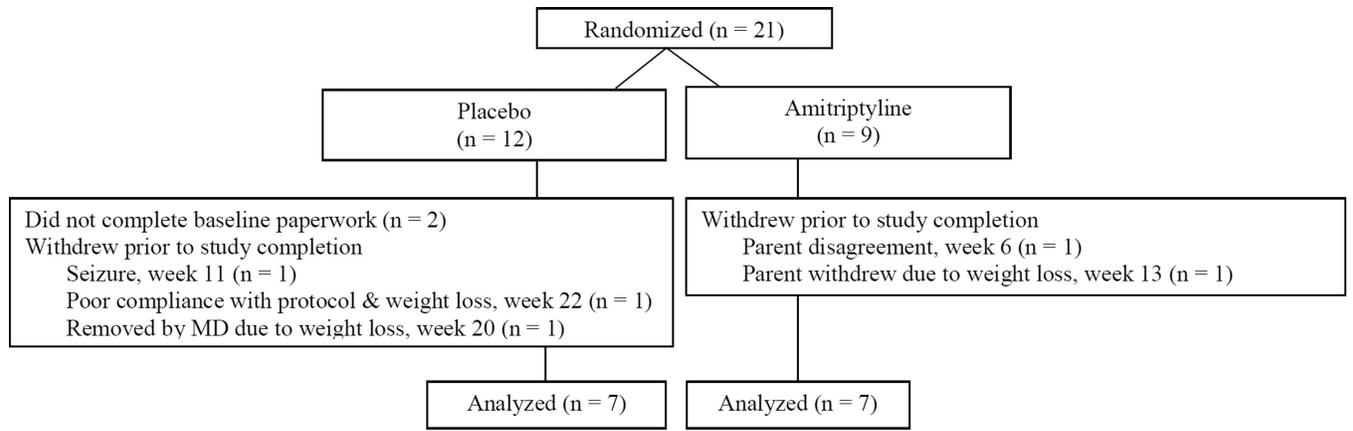 Randomized (n = 21)
Placebo
(n = 12)
Amitriptyline
(n = 9)
Did not complete baseline paperwork (n = 2)
Withdrew prior to study completion
Seizure, week 11 (n = 1)
Poor compliance with protocol & weight loss, week 22 (n = 1)
Removed by MD due to weight loss, week 20 (n = 1)
Withdrew prior to study completion
Parent disagreement, week 6 (n = 1)
Parent withdrew due to weight loss, week 13 (n = 1)
Analyzed (n = 7)
Analyzed (n = 7)